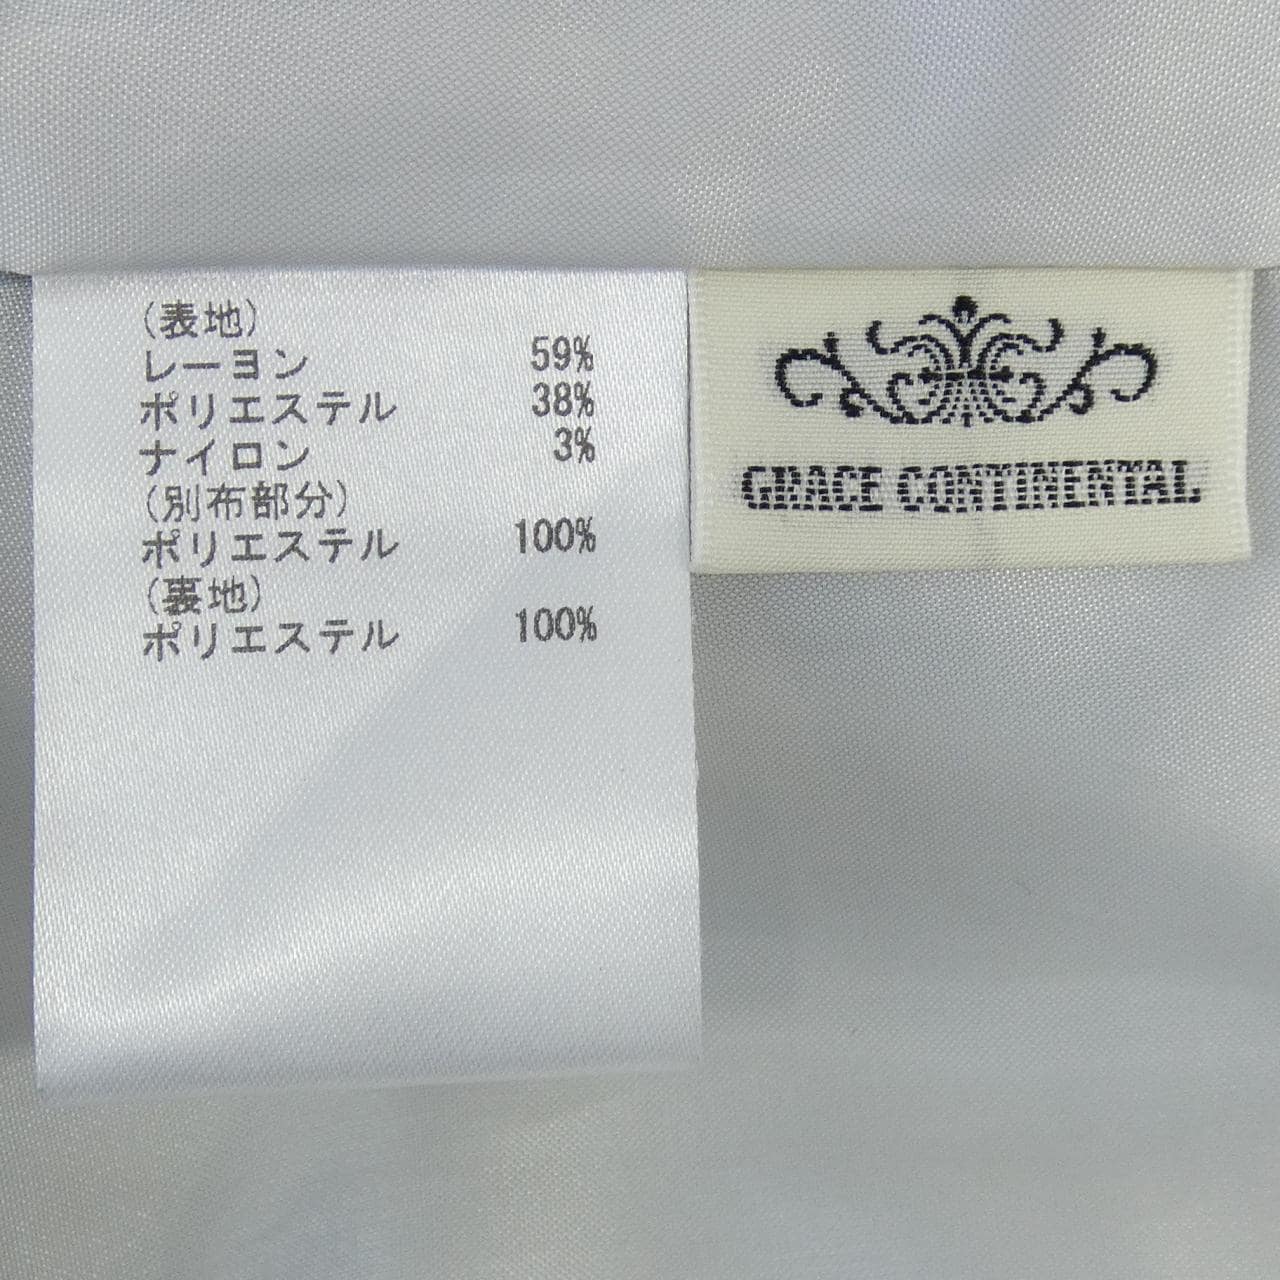 (表地)
レーヨン 59%
ポリエステル 38%
ナイロン 3%
(別布部分)
ポリエステル 100%
(裏地)
ポリエステル 100%
GRACE CONTINENTAL